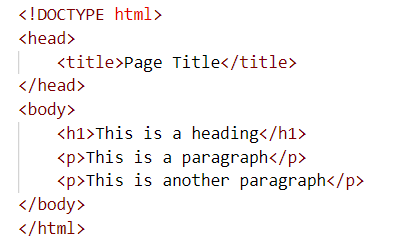 <!DOCTYPE html>
<head>
<title>Page Title</title>
</head>
<body>
<h1>This is a heading</h1>
<p>This is a paragraph</p>
<p>This is another paragraph</p>
</body>
</html>